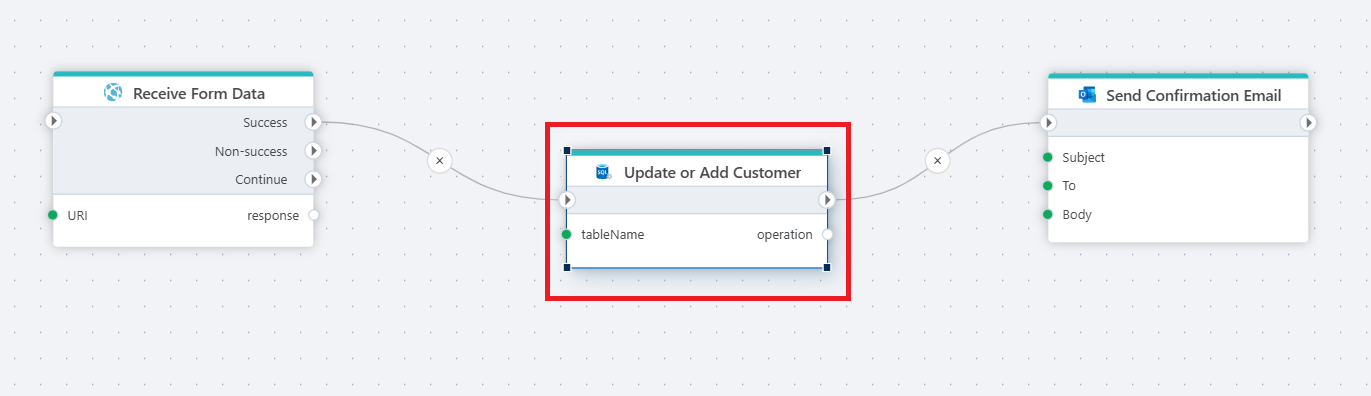 Receive Form Data
Success
Non-success
Continue
URI
response
SQL
Update or Add Customer
tableName
operation
Send Confirmation Email
Subject
To
Body